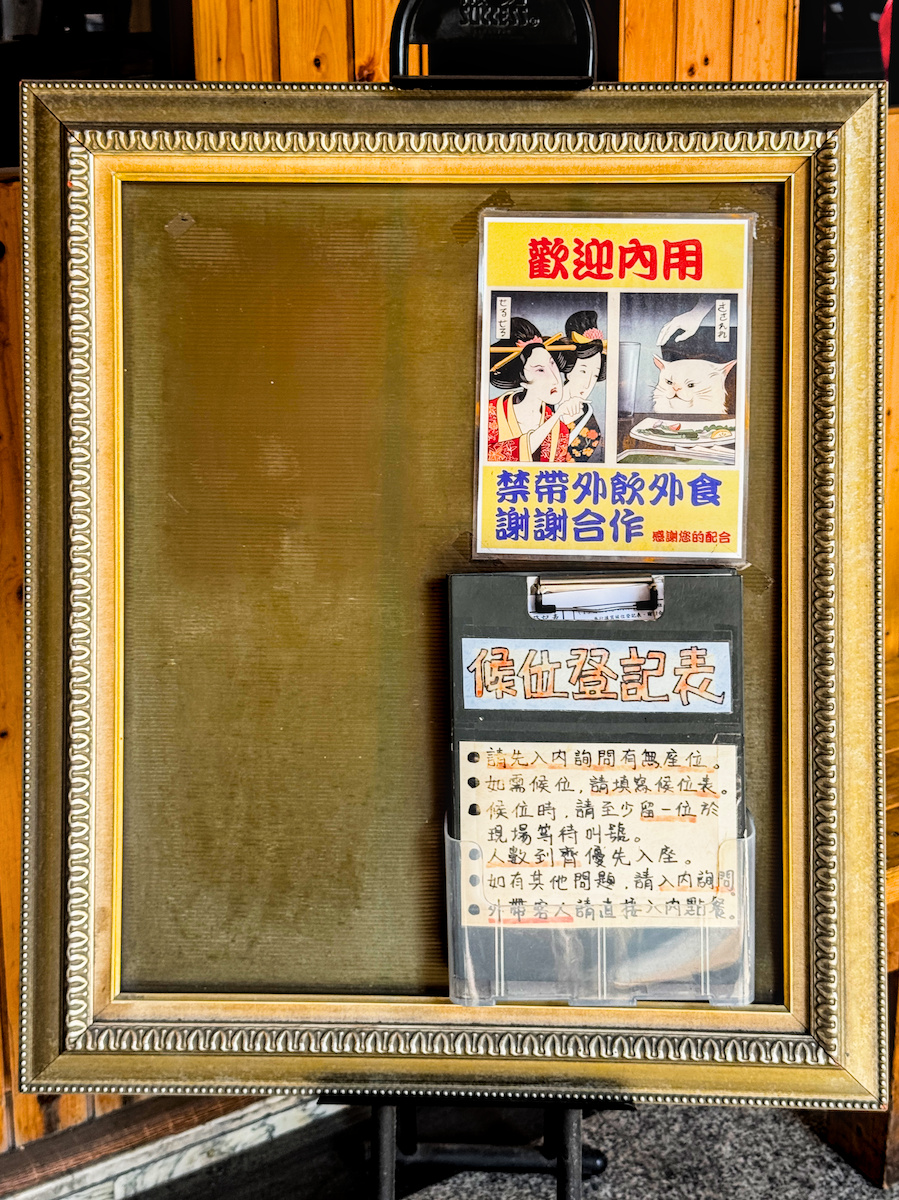 SUCCESS
歡迎內用
禁帶外飲外食
謝謝合作 感謝您的配合
候位登記表
請先入內詢問有無座位。
如需候位,請填寫候位表。
候位時,請至少留一位於
現場等待叫號。
人數到齊優先入座。
如有其他問題,請入內詢問
外帶客人請直接入內點餐。